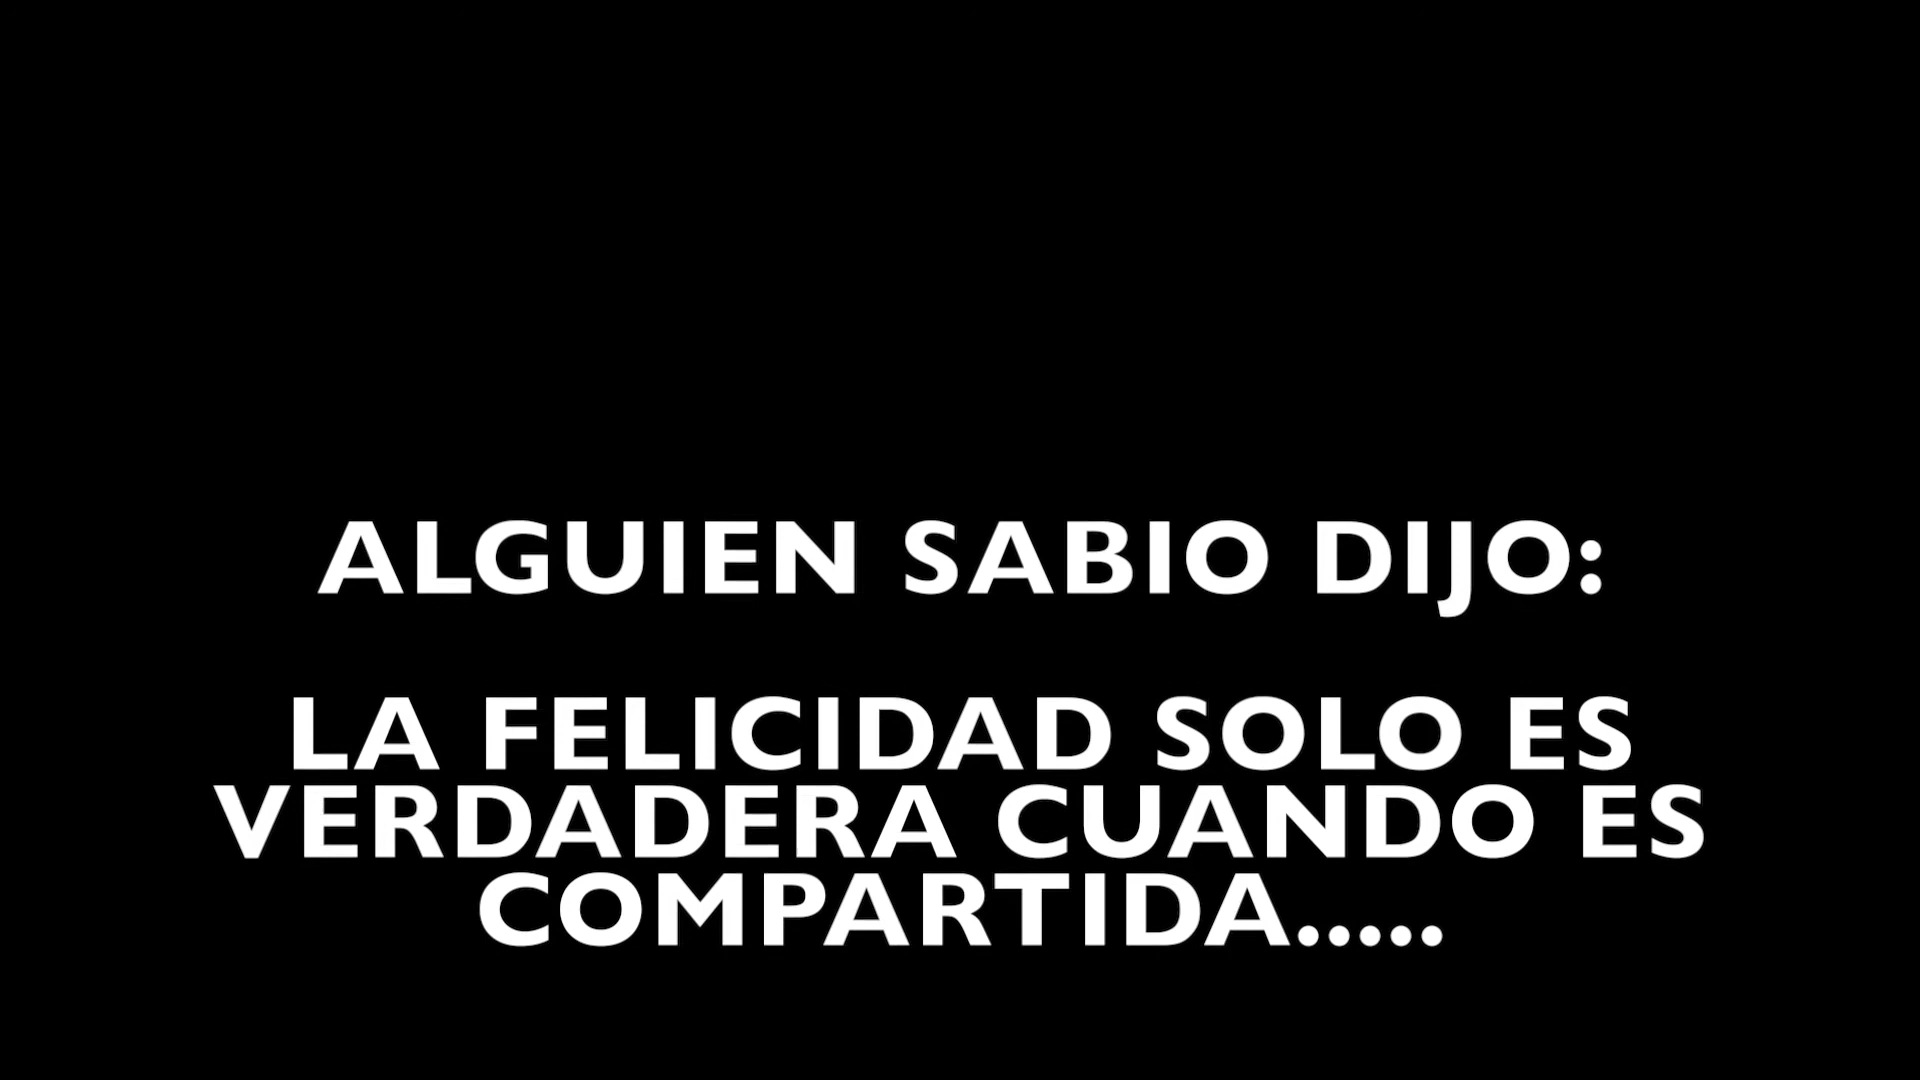 ALGUIEN SABIO DIJO:
LA FELICIDAD SOLO ES
VERDADERA CUANDO ES
COMPARTIDA.....